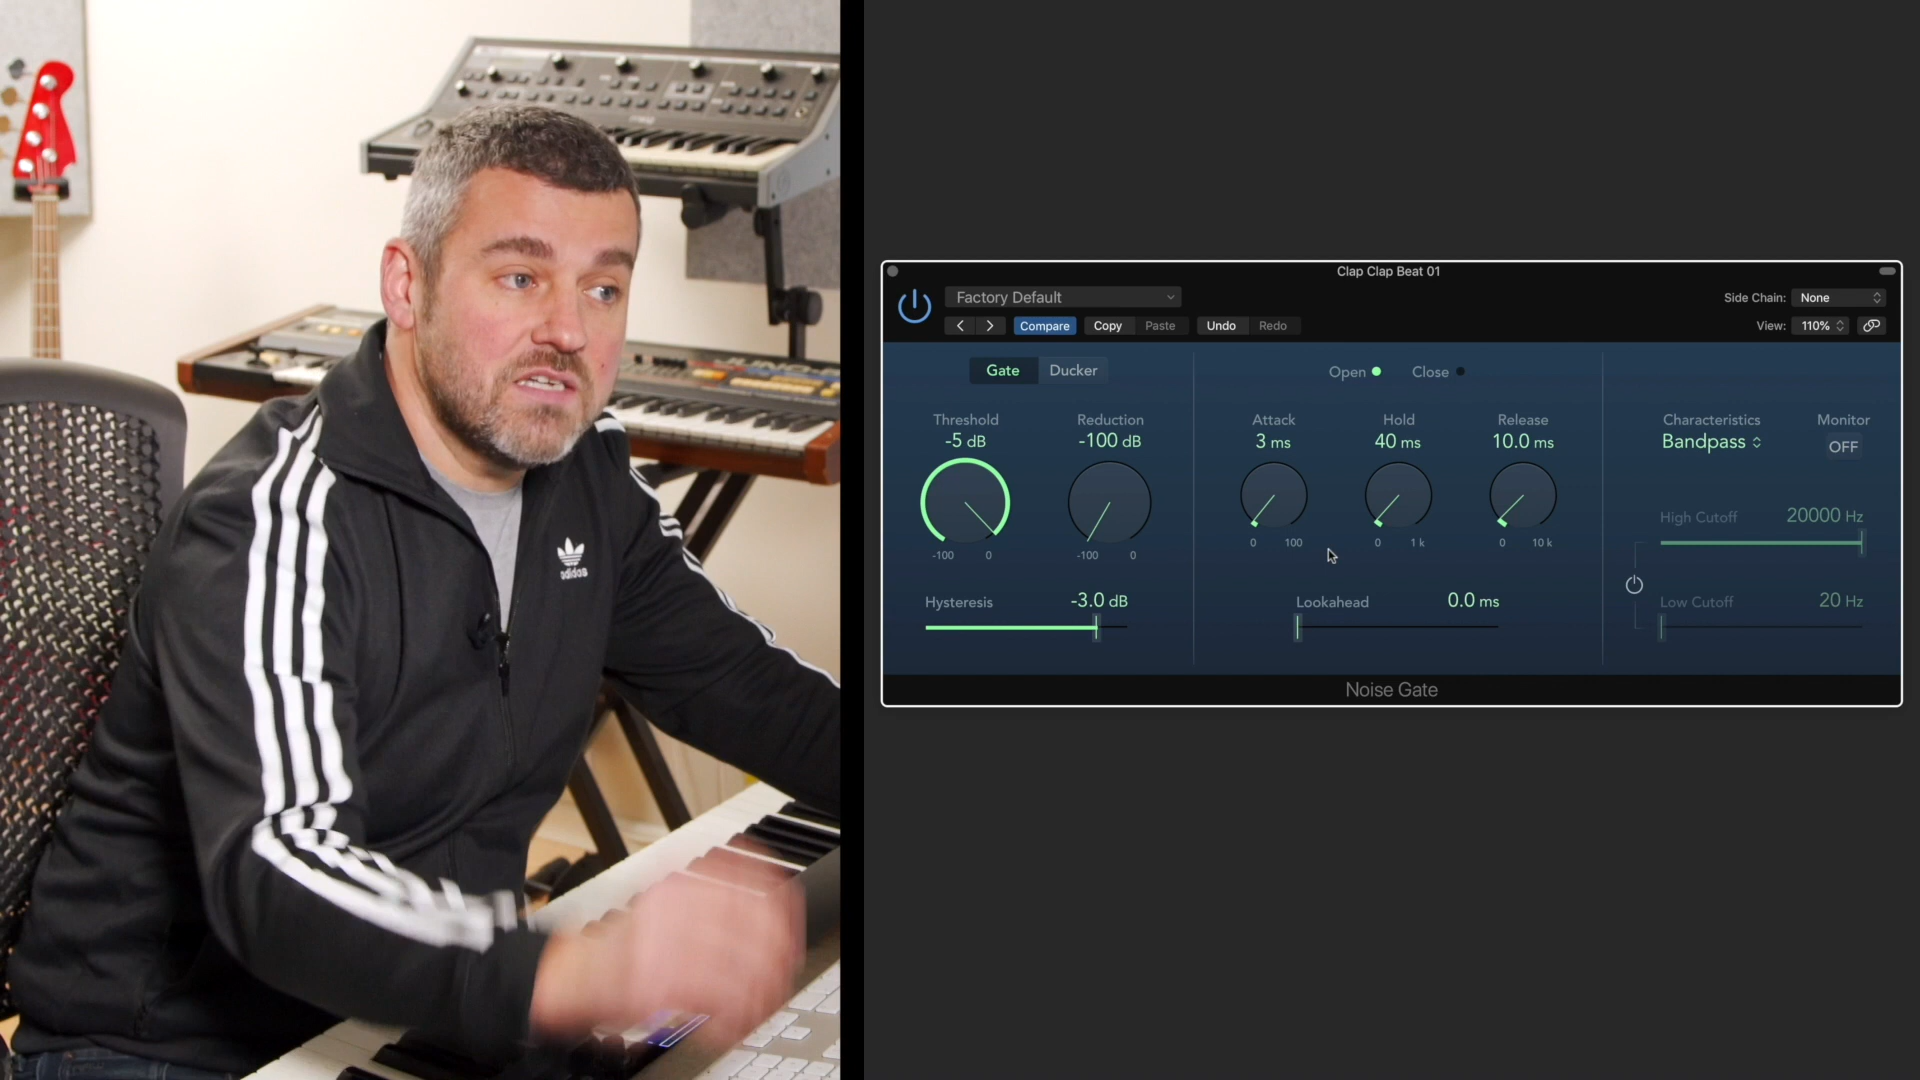 adidas
Clap Clap Beat 01
Factory Default
Side Chain: None
Compare Copy Paste Undo Redo
View: 110%
Gate Ducker
Open Close
Threshold Reduction Attack Hold Release Characteristics Monitor
-5 dB -100 dB 3 ms 40 ms 10.0 ms Bandpass OFF
High Cutoff 20000 Hz
-100 0 -100 0 0 100 0 1 k 0 10 k
Hysteresis -3.0 dB Lookahead 0.0 ms Low Cutoff 20 Hz
Noise Gate